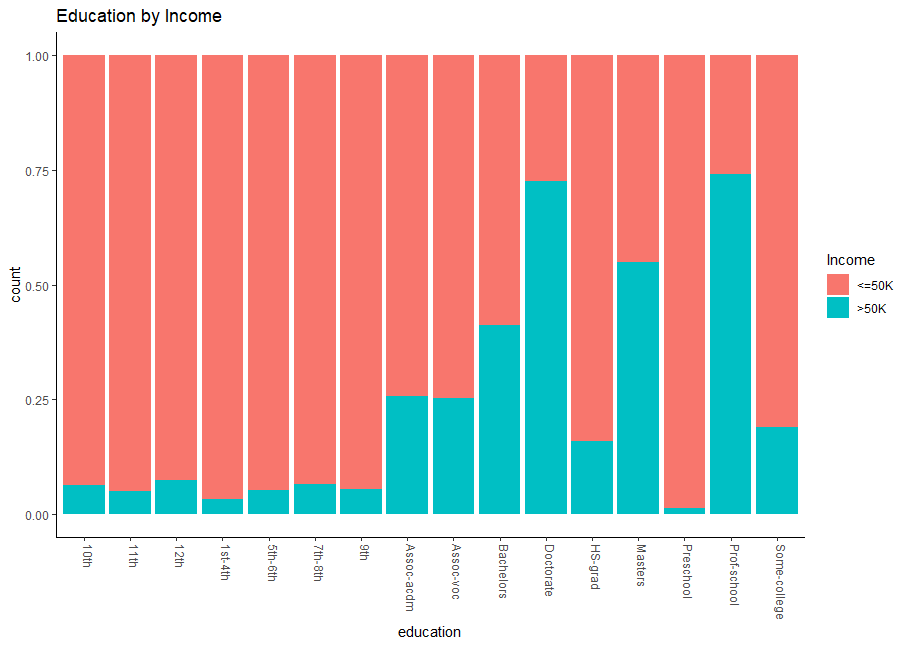 Education by Income
1.00
0.75
0.50
0.25
0.00
count
10th
11th
12th
1st-4th
5th-6th
7th-8th
9th
Assoc-acdm
Assoc-voc
Bachelors
Doctorate
HS-grad
Masters
Preschool
Prof-school
Some-college
education
Income
<=50K
>50K